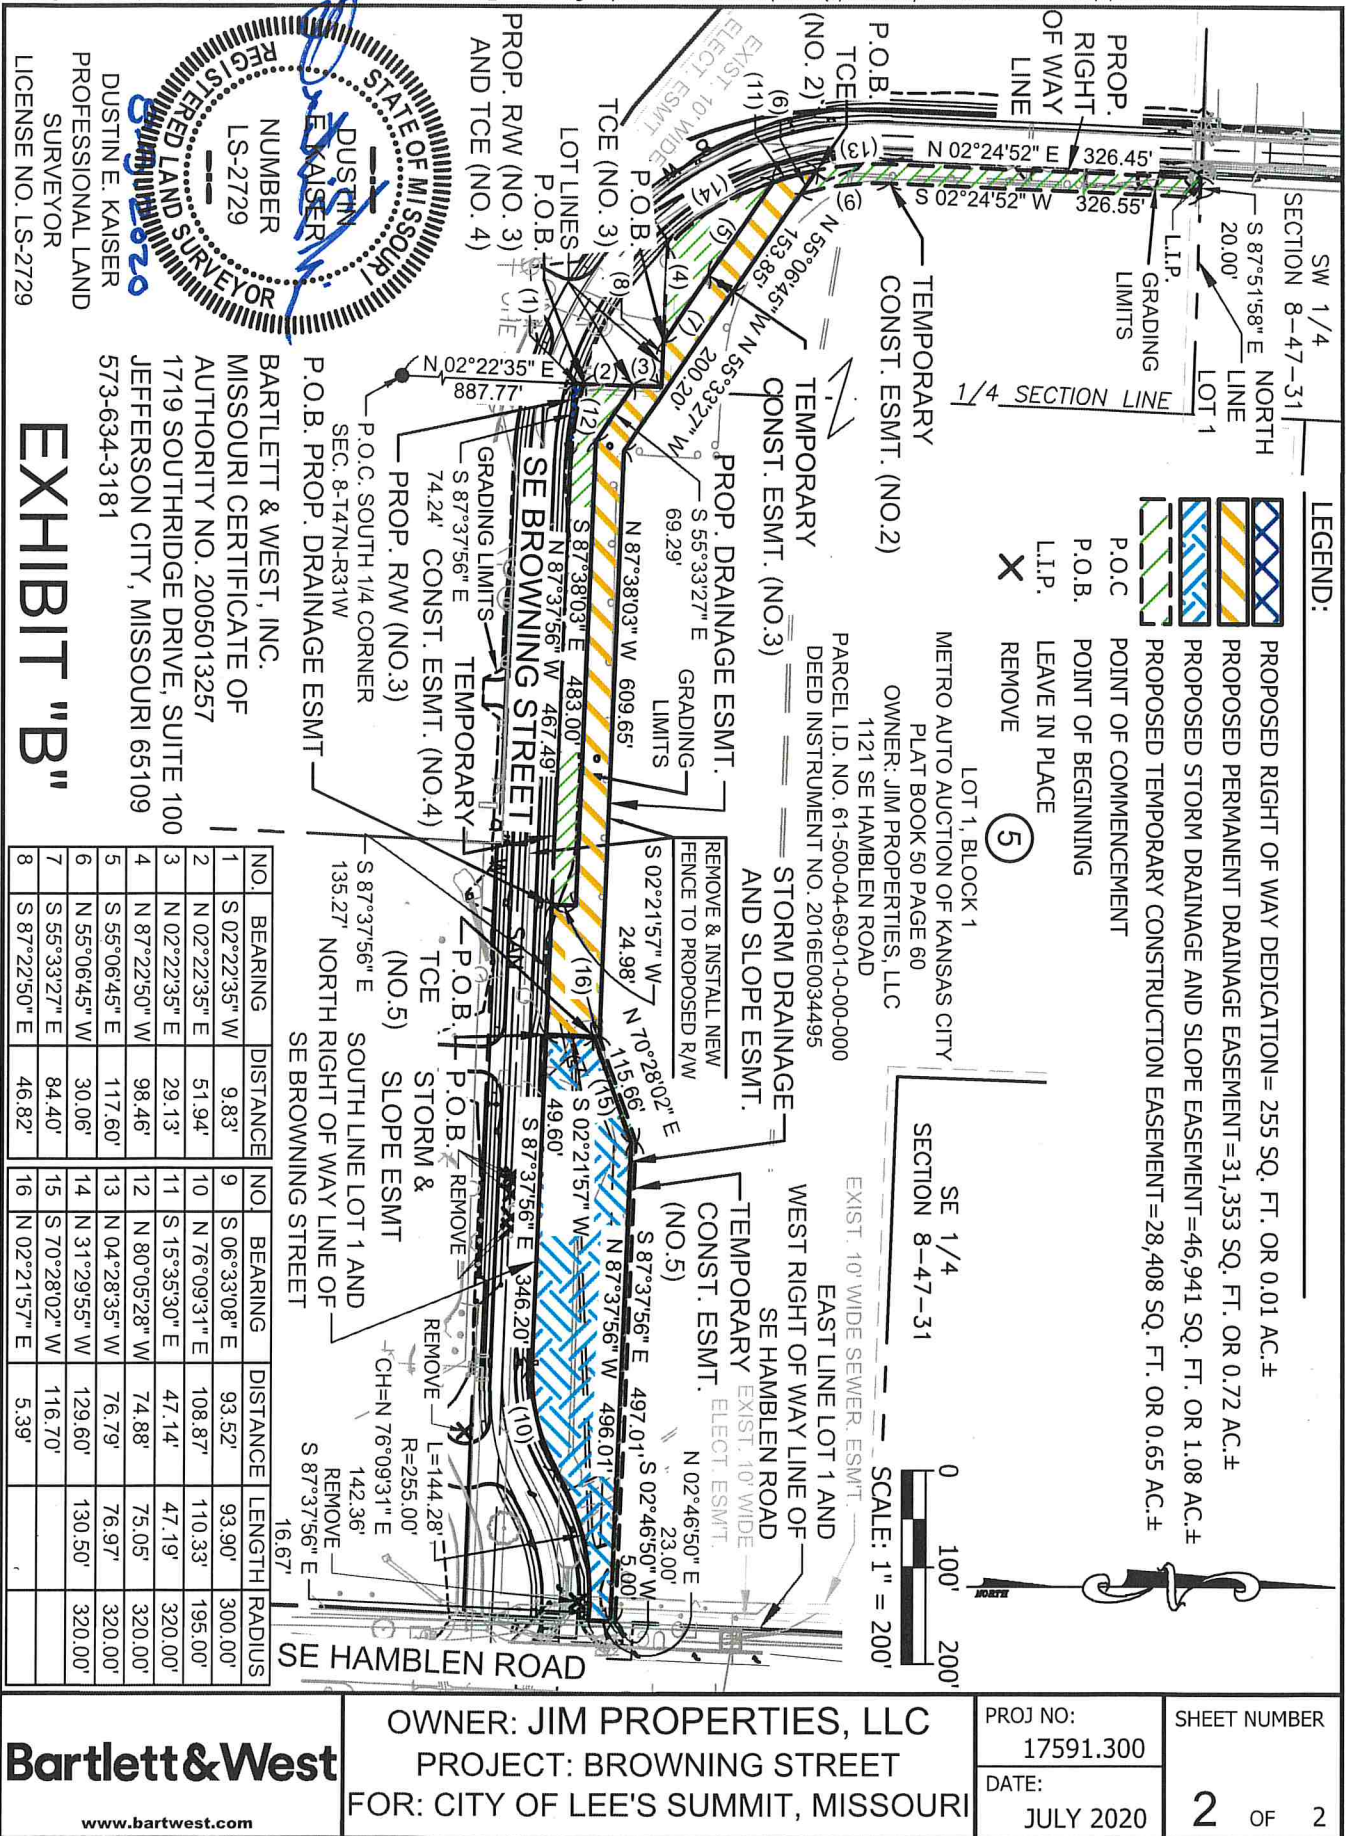 LEGEND:
PROPOSED RIGHT OF WAY DEDICATION= 255 SQ. FT. OR 0.01 AC.±
PROPOSED PERMANENT DRAINAGE EASEMENT=31,353 SQ. FT. OR 0.72 AC.±
PROPOSED STORM DRAINAGE AND SLOPE EASEMENT=46,941 SQ. FT. OR 1.08 AC.±
PROPOSED TEMPORARY CONSTRUCTION EASEMENT=28,408 SQ. FT. OR 0.65 AC.±
P.O.C POINT OF COMMENCEMENT
P.O.B. POINT OF BEGINNING
L.I.P. LEAVE IN PLACE
X REMOVE
5
SW 1/4
SECTION 8-47-31
S 87°51'58" E
20.00'
NORTH
LINE
LOT 1
L.I.P.
GRADING
LIMITS
1/4 SECTION LINE
PROP.
RIGHT
OF WAY
LINE
N 02°24'52" E 326.45'
S 02°24'52" W 326.55'
TEMPORARY
CONST. ESMT. (NO.2)
P.O.B.
TCE
(NO. 2)
(6)
(11)
(13)
(9)
(14)
(5)
(4)
(7)
(8)
(3)
(2)
(1)
(12)
EXIST. 10' WIDE
ELECT. ESMT.
N 55°06'45" W
153.85'
N 55°33'27" W
200.20'
P.O.B.
TCE (NO. 3)
LOT LINES
P.O.B.
PROP. R/W (NO. 3)
AND TCE (NO. 4)
TEMPORARY
CONST. ESMT. (NO.3)
PROP. DRAINAGE ESMT.
S 55°33'27" E
69.29'
GRADING
LIMITS
N 87°38'03" W 609.65'
S 87°38'03" E 483.00'
N 87°37'56" W 467.49'
SE BROWNING STREET
N 02°22'35" E
887.77'
GRADING LIMITS
S 87°37'56" E
74.24'
TEMPORARY
CONST. ESMT. (NO.4)
PROP. R/W (NO.3)
P.O.C. SOUTH 1/4 CORNER
SEC. 8-T47N-R31W
P.O.B. PROP. DRAINAGE ESMT
LOT 1, BLOCK 1
METRO AUTO AUCTION OF KANSAS CITY
PLAT BOOK 50 PAGE 60
OWNER: JIM PROPERTIES, LLC
1121 SE HAMBLEN ROAD
PARCEL I.D. NO. 61-500-04-69-01-0-00-000
DEED INSTRUMENT NO. 2016E0034495
STORM DRAINAGE
AND SLOPE ESMT.
REMOVE & INSTALL NEW
FENCE TO PROPOSED R/W
S 02°21'57" W
24.98'
N 70°28'02" E
115.66'
(16)
(15)
SAN
S 02°21'57" W
49.60'
S 87°37'56" E 346.20'
N 87°37'56" W 496.01'
S 87°37'56" E 497.01'
(10)
TEMPORARY
CONST. ESMT.
(NO.5)
SE 1/4
SECTION 8-47-31
0 100' 200'
SCALE: 1" = 200'
NORTH
EXIST. 10' WIDE SEWER. ESM'T.
EAST LINE LOT 1 AND
WEST RIGHT OF WAY LINE OF
SE HAMBLEN ROAD
EXIST. 10' WIDE
ELECT. ESM'T.
N 02°46'50" E
23.00'
S 02°46'50" W
5.00'
P.O.B.
TCE
(NO.5)
P.O.B.
STORM &
SLOPE ESMT
REMOVE
S 87°37'56" E
135.27'
SOUTH LINE LOT 1 AND
NORTH RIGHT OF WAY LINE OF
SE BROWNING STREET
REMOVE
L=144.28'
R=255.00'
CH=N 76°09'31" E
142.36'
REMOVE
S 87°37'56" E
16.67'
SE HAMBLEN ROAD
STATE OF MISSOURI
DUSTIN
E. KAISER
NUMBER
LS-2729
REGISTERED LAND SURVEYOR
DUSTIN E. KAISER
PROFESSIONAL LAND
SURVEYOR
LICENSE NO. LS-2729
BARTLETT & WEST, INC.
MISSOURI CERTIFICATE OF
AUTHORITY NO. 2005013257
1719 SOUTHRIDGE DRIVE, SUITE 100
JEFFERSON CITY, MISSOURI 65109
573-634-3181
EXHIBIT "B"
NO. BEARING DISTANCE
1 S 02°22'35" W 9.83'
2 N 02°22'35" E 51.94'
3 N 02°22'35" E 29.13'
4 N 87°22'50" W 98.46'
5 S 55°06'45" E 117.60'
6 N 55°06'45" W 30.06'
7 S 55°33'27" E 84.40'
8 S 87°22'50" E 46.82'
NO. BEARING DISTANCE LENGTH RADIUS
9 S 06°33'08" E 93.52' 93.90' 300.00'
10 N 76°09'31" E 108.87' 110.33' 195.00'
11 S 15°35'30" E 47.14' 47.19' 320.00'
12 N 80°05'28" W 74.88' 75.05' 320.00'
13 N 04°28'35" W 76.79' 76.97' 320.00'
14 N 31°29'55" W 129.60' 130.50' 320.00'
15 S 70°28'02" W 116.70'
16 N 02°21'57" E 5.39'
Bartlett&West
www.bartwest.com
OWNER: JIM PROPERTIES, LLC
PROJECT: BROWNING STREET
FOR: CITY OF LEE'S SUMMIT, MISSOURI
PROJ NO:
17591.300
DATE:
JULY 2020
SHEET NUMBER
2 OF 2